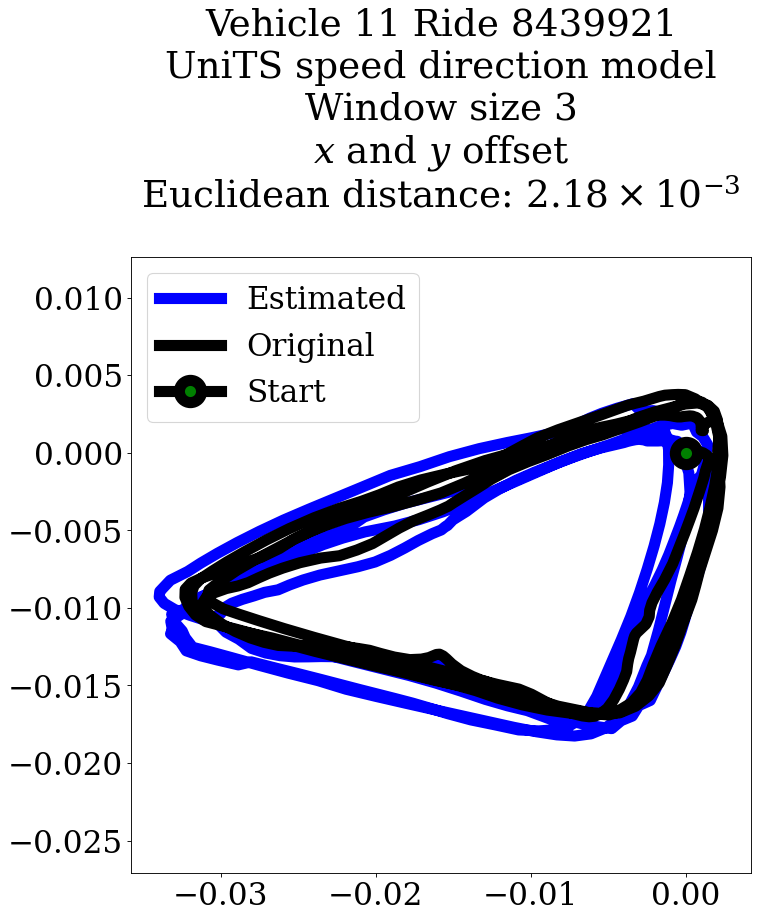 Vehicle 11 Ride 8439921
UniTS speed direction model
Window size 3
x and y offset
Euclidean distance: 2.18 × 10⁻³
Estimated
Original
Start
0.010
0.005
0.000
−0.005
−0.010
−0.015
−0.020
−0.025
−0.03 −0.02 −0.01 0.00